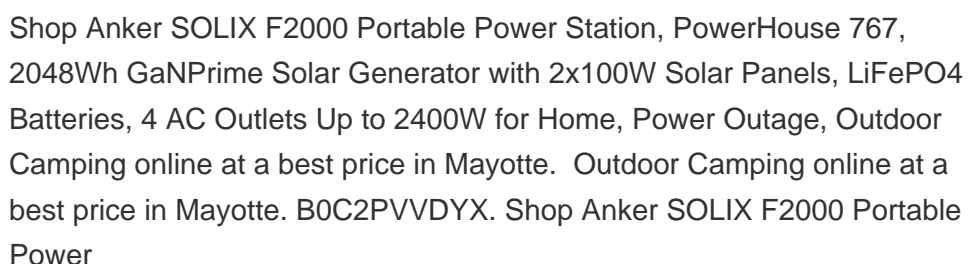 Shop Anker SOLIX F2000 Portable Power Station, PowerHouse 767,
2048Wh GaNPrime Solar Generator with 2x100W Solar Panels, LiFePO4
Batteries, 4 AC Outlets Up to 2400W for Home, Power Outage, Outdoor
Camping online at a best price in Mayotte.  Outdoor Camping online at a
best price in Mayotte. B0C2PVVDYX. Shop Anker SOLIX F2000 Portable
Power